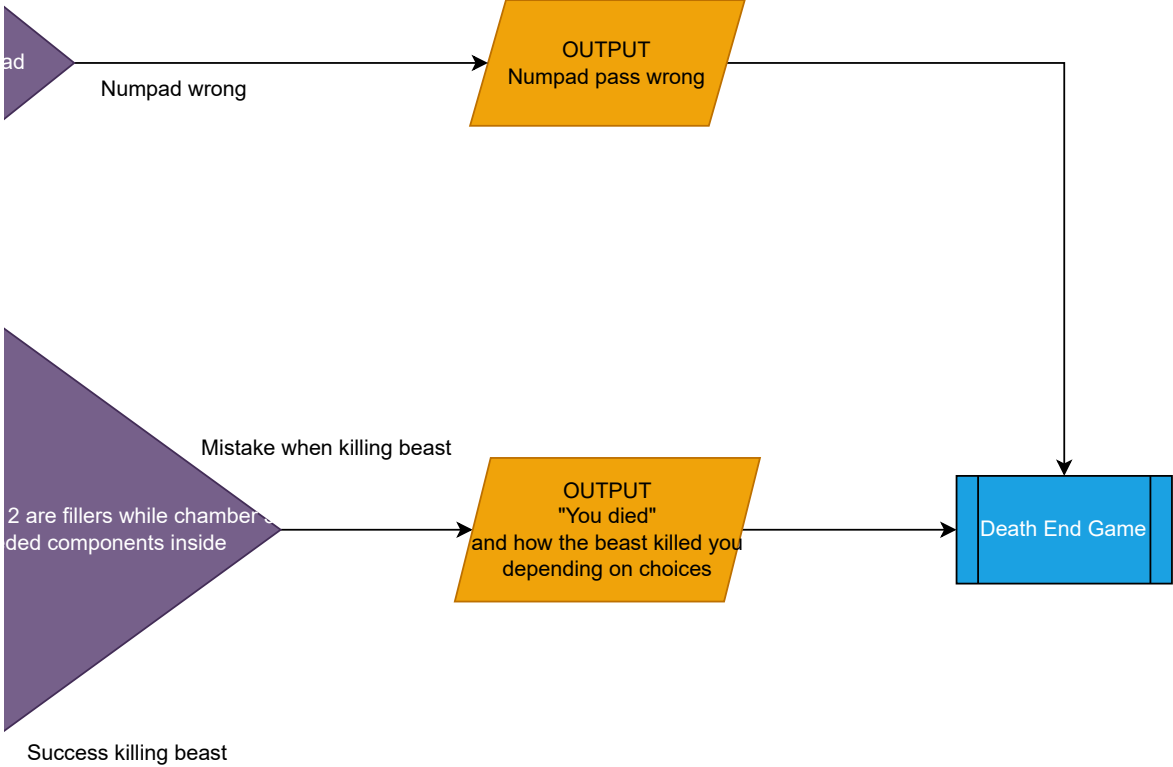 ad
Numpad wrong
OUTPUT
Numpad pass wrong
Mistake when killing beast
2 are fillers while chamber
ded components inside
OUTPUT
"You died"
and how the beast killed you
depending on choices
Death End Game
Success killing beast